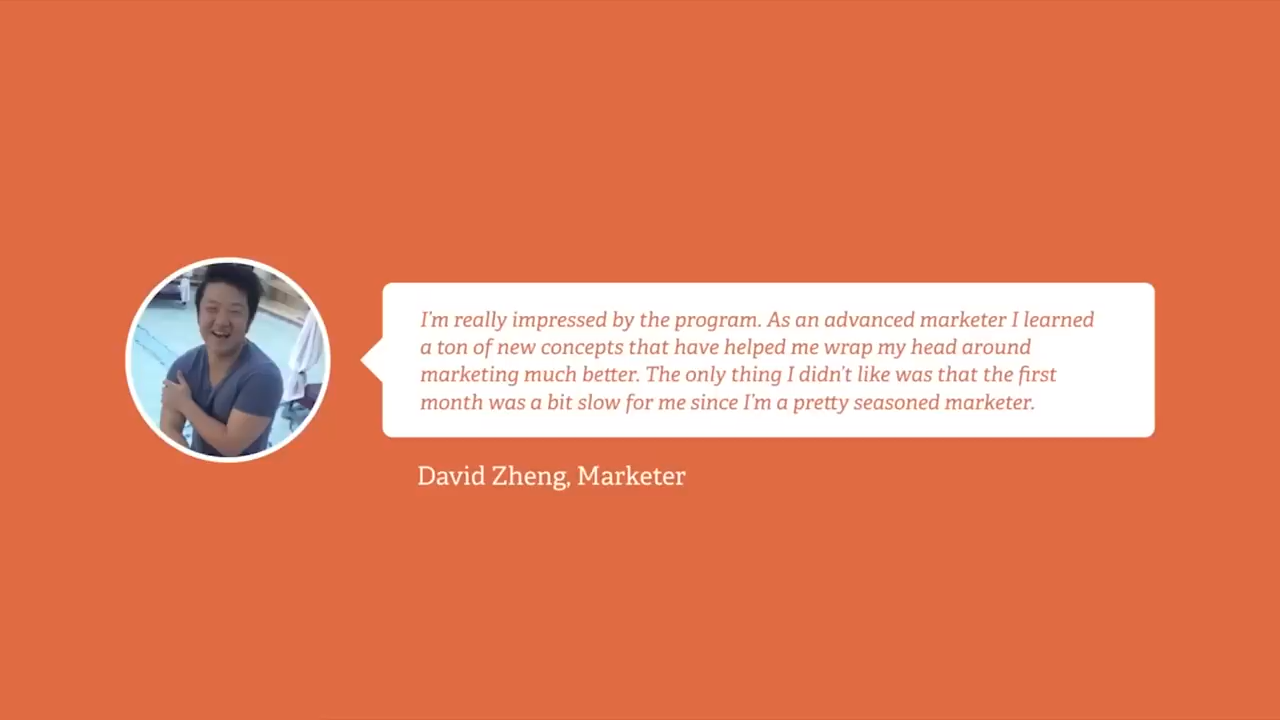 I'm really impressed by the program. As an advanced marketer I learned
a ton of new concepts that have helped me wrap my head around
marketing much better. The only thing I didn't like was that the first
month was a bit slow for me since I'm a pretty seasoned marketer.
David Zheng, Marketer